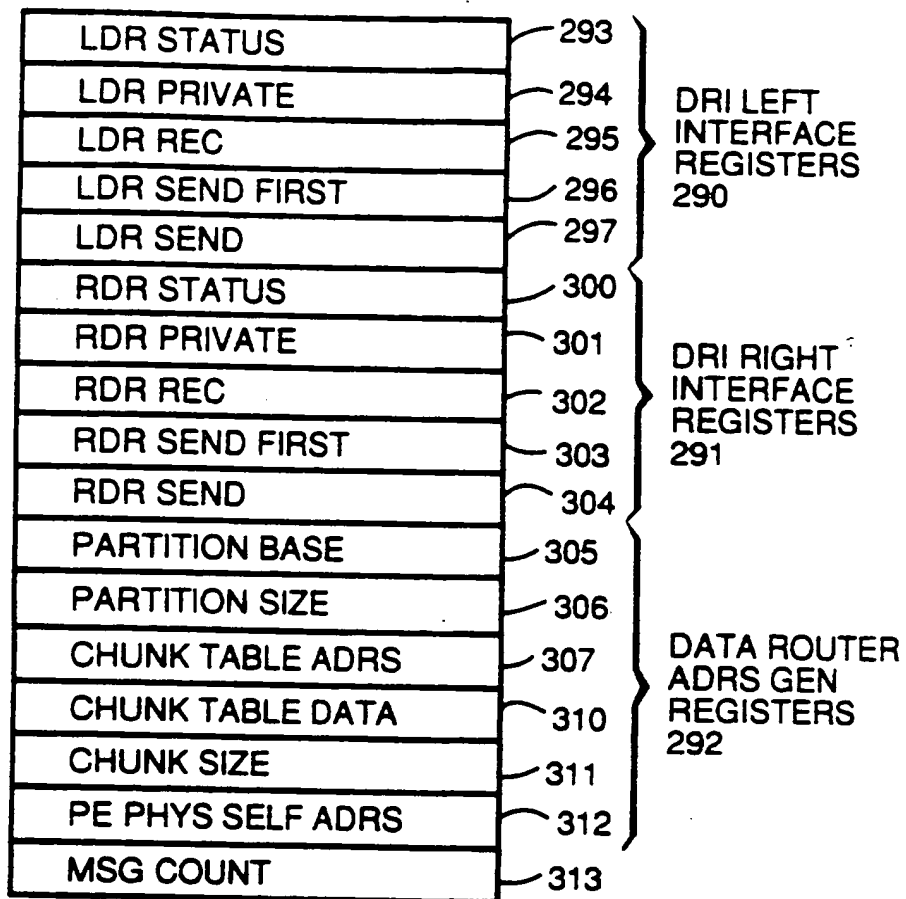 LDR STATUS 293
LDR PRIVATE 294
LDR REC 295
LDR SEND FIRST 296
LDR SEND 297
DRI LEFT
INTERFACE
REGISTERS
290
RDR STATUS 300
RDR PRIVATE 301
RDR REC 302
RDR SEND FIRST 303
RDR SEND 304
DRI RIGHT
INTERFACE
REGISTERS
291
PARTITION BASE 305
PARTITION SIZE 306
CHUNK TABLE ADRS 307
CHUNK TABLE DATA 310
CHUNK SIZE 311
PE PHYS SELF ADRS 312
DATA ROUTER
ADRS GEN
REGISTERS
292
MSG COUNT 313